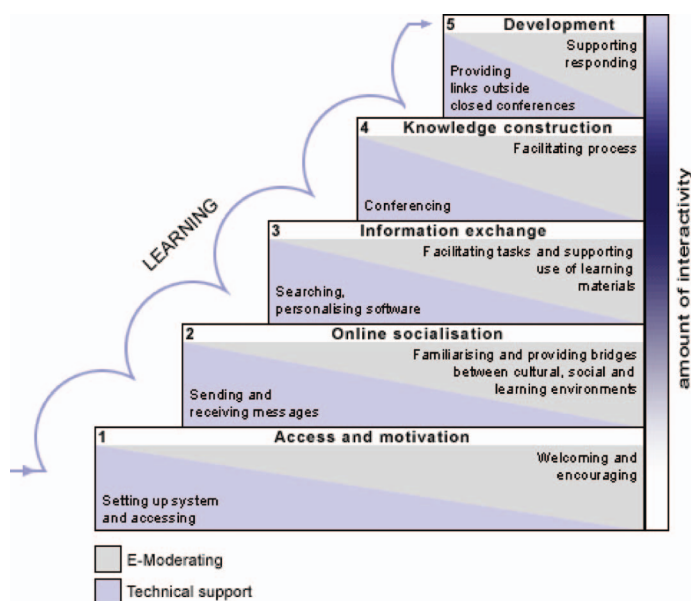 5 Development
Supporting
responding
Providing
links outside
closed conferences
4 Knowledge construction
Facilitating process
Conferencing
3 Information exchange
Facilitating tasks and supporting
use of learning
materials
Searching,
personalising software
2 Online socialisation
Familiarising and providing bridges
between cultural, social and
learning environments
Sending and
receiving messages
1 Access and motivation
Welcoming and
encouraging
Setting up system
and accessing
LEARNING
amount of interactivity
E-Moderating
Technical support